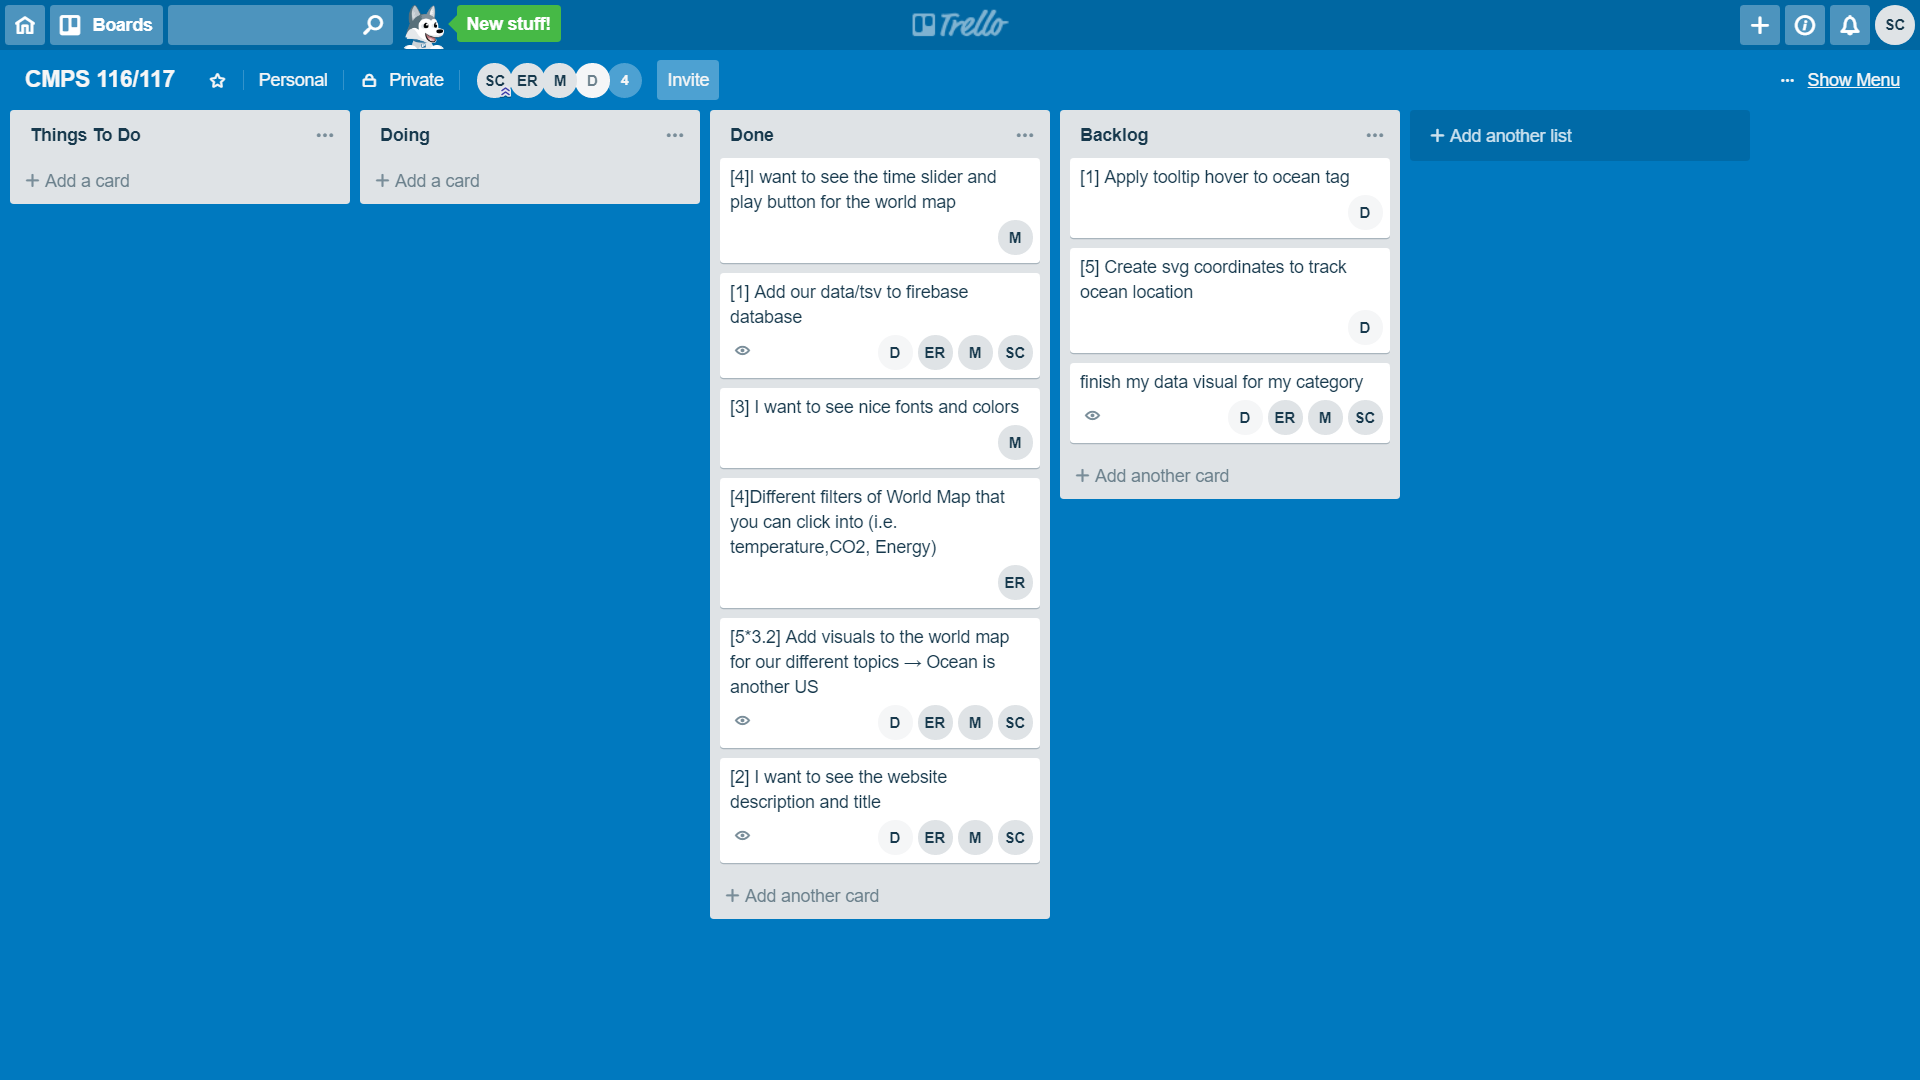 Boards
New stuff!
Trello
SC
CMPS 116/117
Personal
Private
SC ER M D 4
Invite
... Show Menu
Things To Do
+ Add a card
Doing
+ Add a card
Done
[4]I want to see the time slider and
play button for the world map
M
[1] Add our data/tsv to firebase
database
D ER M SC
[3] I want to see nice fonts and colors
M
[4]Different filters of World Map that
you can click into (i.e.
temperature,CO2, Energy)
ER
[5*3.2] Add visuals to the world map
for our different topics → Ocean is
another US
D ER M SC
[2] I want to see the website
description and title
D ER M SC
+ Add another card
Backlog
[1] Apply tooltip hover to ocean tag
D
[5] Create svg coordinates to track
ocean location
D
finish my data visual for my category
D ER M SC
+ Add another card
+ Add another list